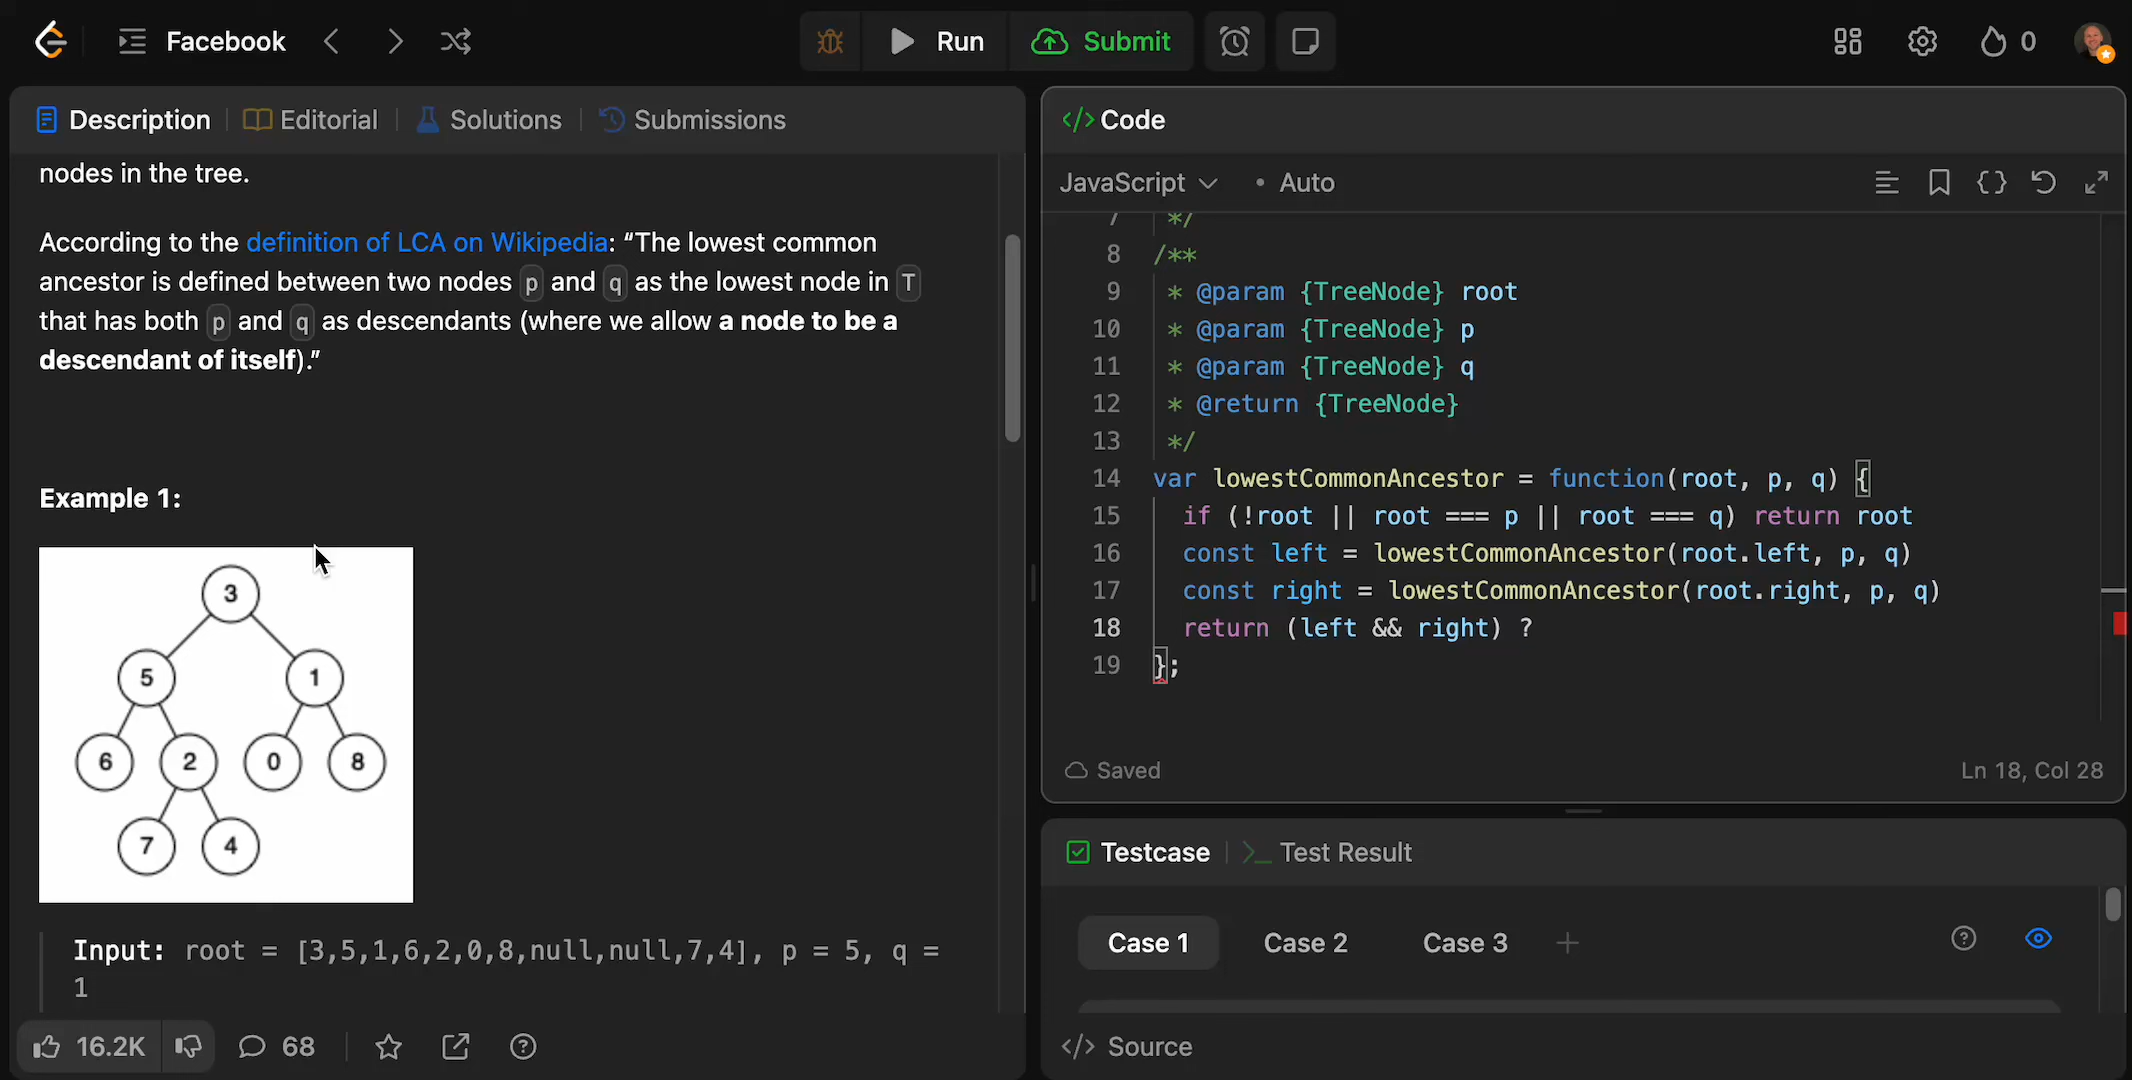 Facebook
Run
Submit
0
Description
Editorial
Solutions
Submissions
nodes in the tree.
According to the definition of LCA on Wikipedia: “The lowest common
ancestor is defined between two nodes p and q as the lowest node in T
that has both p and q as descendants (where we allow a node to be a
descendant of itself).”
Example 1:
3
5
1
6
2
0
8
7
4
Input: root = [3,5,1,6,2,0,8,null,null,7,4], p = 5, q =
1
16.2K
68
</> Code
JavaScript
• Auto
7 */
8 /**
9 * @param {TreeNode} root
10 * @param {TreeNode} p
11 * @param {TreeNode} q
12 * @return {TreeNode}
13 */
14 var lowestCommonAncestor = function(root, p, q) {
15 if (!root || root === p || root === q) return root
16 const left = lowestCommonAncestor(root.left, p, q)
17 const right = lowestCommonAncestor(root.right, p, q)
18 return (left && right) ?
19 };
Saved
Ln 18, Col 28
Testcase
>_ Test Result
Case 1
Case 2
Case 3
+
</> Source